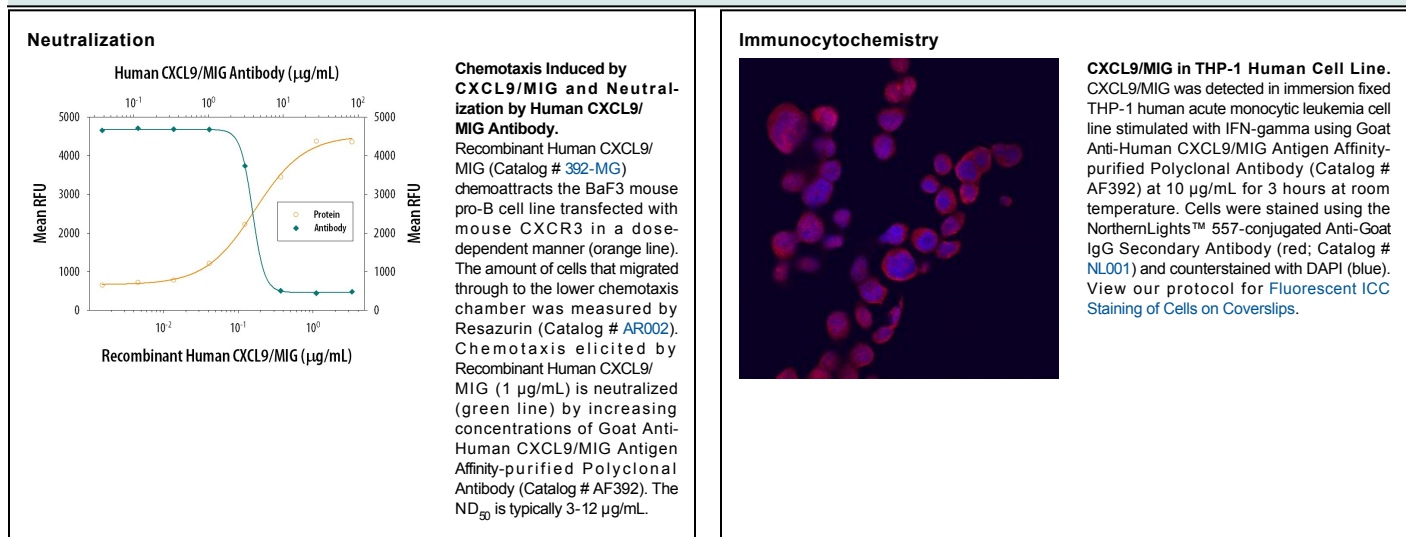 Neutralization
Human CXCL9/MIG Antibody (µg/mL)
10-1 100 101 102
5000 5000
4000 4000
3000 3000
2000 2000
1000 1000
0 0
Mean RFU
Mean RFU
Protein
Antibody
10-2 10-1 100
Recombinant Human CXCL9/MIG (µg/mL)
Chemotaxis Induced by
CXCL9/MIG and Neutral-
ization by Human CXCL9/
MIG Antibody.
Recombinant Human CXCL9/
MIG (Catalog # 392-MG)
chemoattracts the BaF3 mouse
pro-B cell line transfected with
mouse CXCR3 in a dose-
dependent manner (orange line).
The amount of cells that migrated
through to the lower chemotaxis
chamber was measured by
Resazurin (Catalog # AR002).
Chemotaxis elicited by
Recombinant Human CXCL9/
MIG (1 µg/mL) is neutralized
(green line) by increasing
concentrations of Goat Anti-
Human CXCL9/MIG Antigen
Affinity-purified Polyclonal
Antibody (Catalog # AF392). The
ND50 is typically 3-12 µg/mL.
Immunocytochemistry
CXCL9/MIG in THP-1 Human Cell Line.
CXCL9/MIG was detected in immersion fixed
THP-1 human acute monocytic leukemia cell
line stimulated with IFN-gamma using Goat
Anti-Human CXCL9/MIG Antigen Affinity-
purified Polyclonal Antibody (Catalog #
AF392) at 10 µg/mL for 3 hours at room
temperature. Cells were stained using the
NorthernLights™ 557-conjugated Anti-Goat
IgG Secondary Antibody (red; Catalog #
NL001) and counterstained with DAPI (blue).
View our protocol for Fluorescent ICC
Staining of Cells on Coverslips.